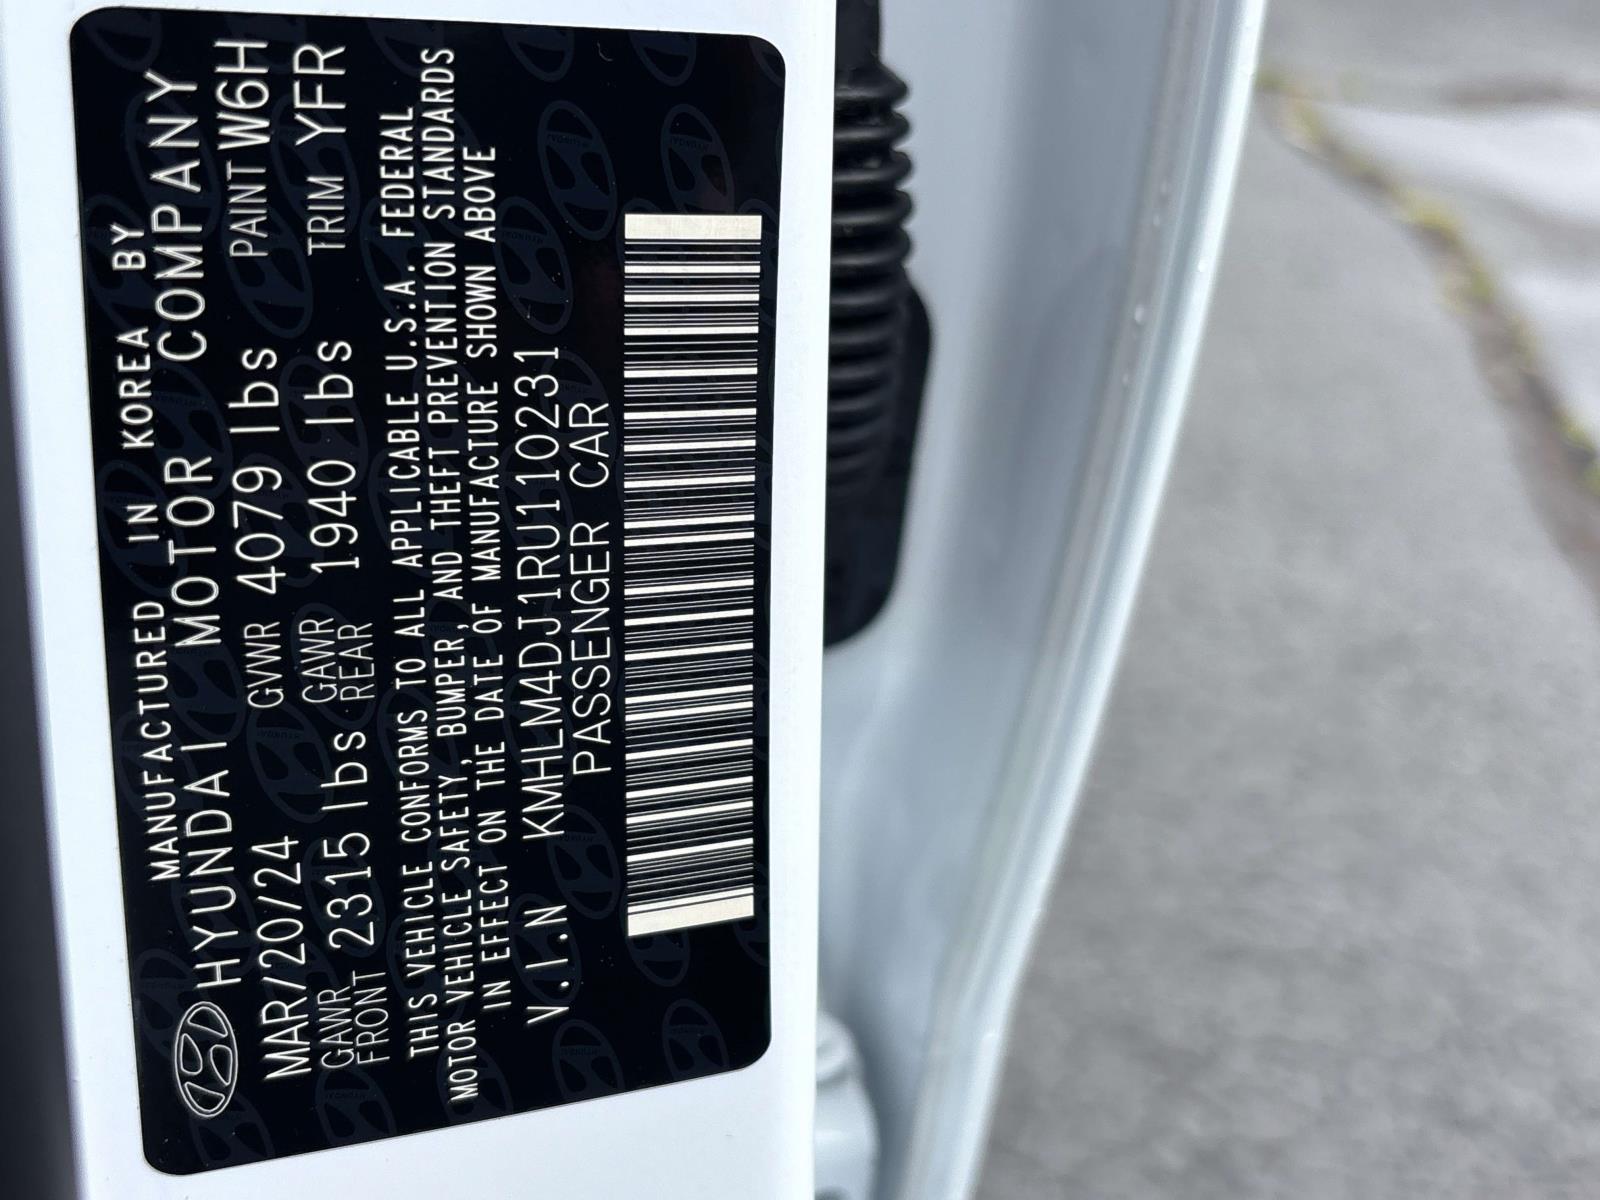 MANUFACTURED IN KOREA BY
HYUNDAI MOTOR COMPANY
MAR/20/24 GVWR 4079 lbs PAINT W6H
GAWR FRONT 2315 lbs GAWR REAR 1940 lbs TRIM YFR
THIS VEHICLE CONFORMS TO ALL APPLICABLE U.S.A. FEDERAL
MOTOR VEHICLE SAFETY, BUMPER, AND THEFT PREVENTION STANDARDS
IN EFFECT ON THE DATE OF MANUFACTURE SHOWN ABOVE
V.I.N KMHLM4DJ1RU110231
PASSENGER CAR